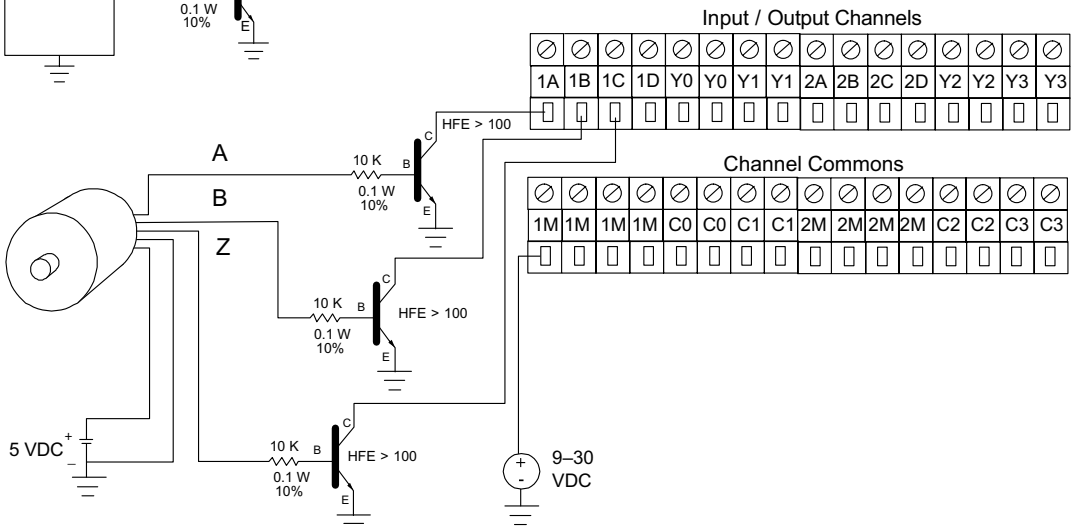 0.1 W
10%
E
Input / Output Channels
1A 1B 1C 1D Y0 Y0 Y1 Y1 2A 2B 2C 2D Y2 Y2 Y3 Y3
C
HFE > 100
A
10 K
B
0.1 W
10%
E
Channel Commons
1M 1M 1M 1M C0 C0 C1 C1 2M 2M 2M 2M C2 C2 C3 C3
B
Z
C
10 K
B
HFE > 100
0.1 W
10%
E
C
10 K
B
HFE > 100
0.1 W
10%
E
5 VDC
+
–
+
-
9–30
VDC